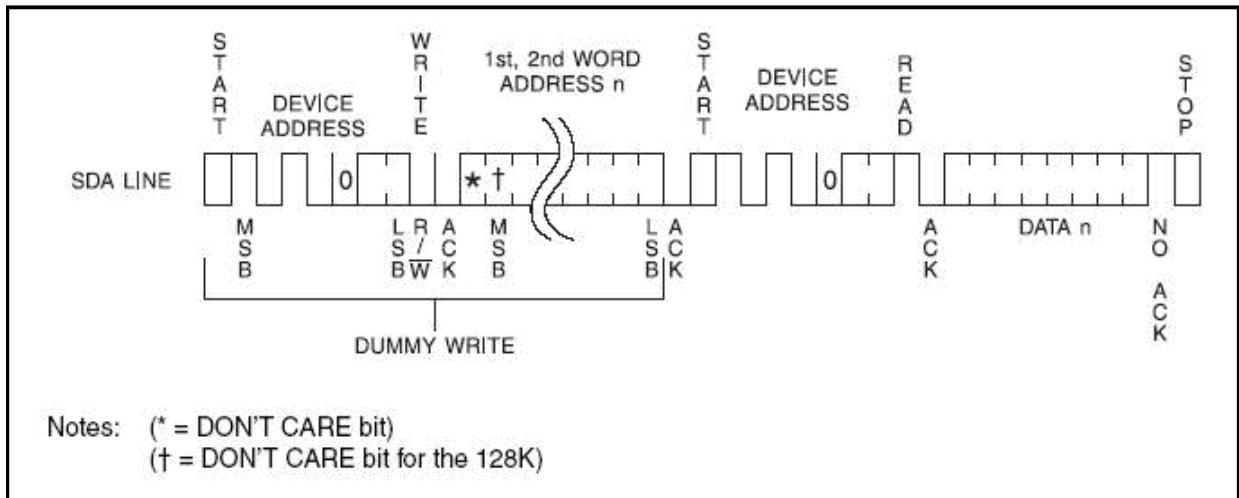 START
WRITE
1st, 2nd WORD
ADDRESS n
START
READ
STOP
DEVICE
ADDRESS
DEVICE
ADDRESS
SDA LINE
0
* †
0
MSB
LSB
R/W̅
ACK
MSB
LSB
ACK
ACK
DATA n
NO ACK
DUMMY WRITE
Notes: (* = DON'T CARE bit)
(† = DON'T CARE bit for the 128K)